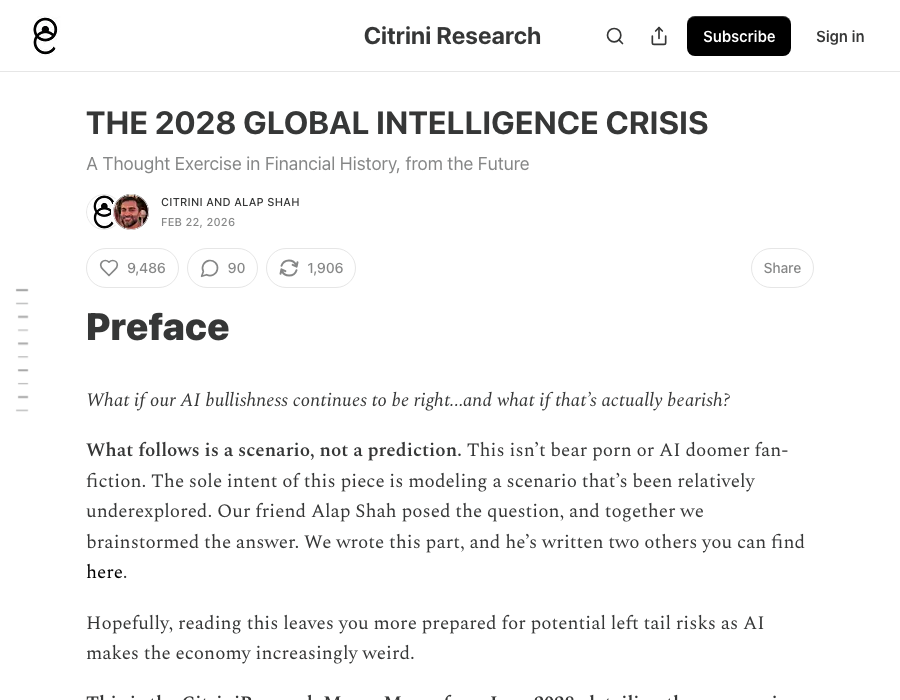 Citrini Research
Subscribe
Sign in
THE 2028 GLOBAL INTELLIGENCE CRISIS
A Thought Exercise in Financial History, from the Future
CITRINI AND ALAP SHAH
FEB 22, 2026
9,486
90
1,906
Share
Preface
What if our AI bullishness continues to be right...and what if that’s actually bearish?
What follows is a scenario, not a prediction. This isn’t bear porn or AI doomer fan-
fiction. The sole intent of this piece is modeling a scenario that’s been relatively
underexplored. Our friend Alap Shah posed the question, and together we
brainstormed the answer. We wrote this part, and he’s written two others you can find
here.
Hopefully, reading this leaves you more prepared for potential left tail risks as AI
makes the economy increasingly weird.